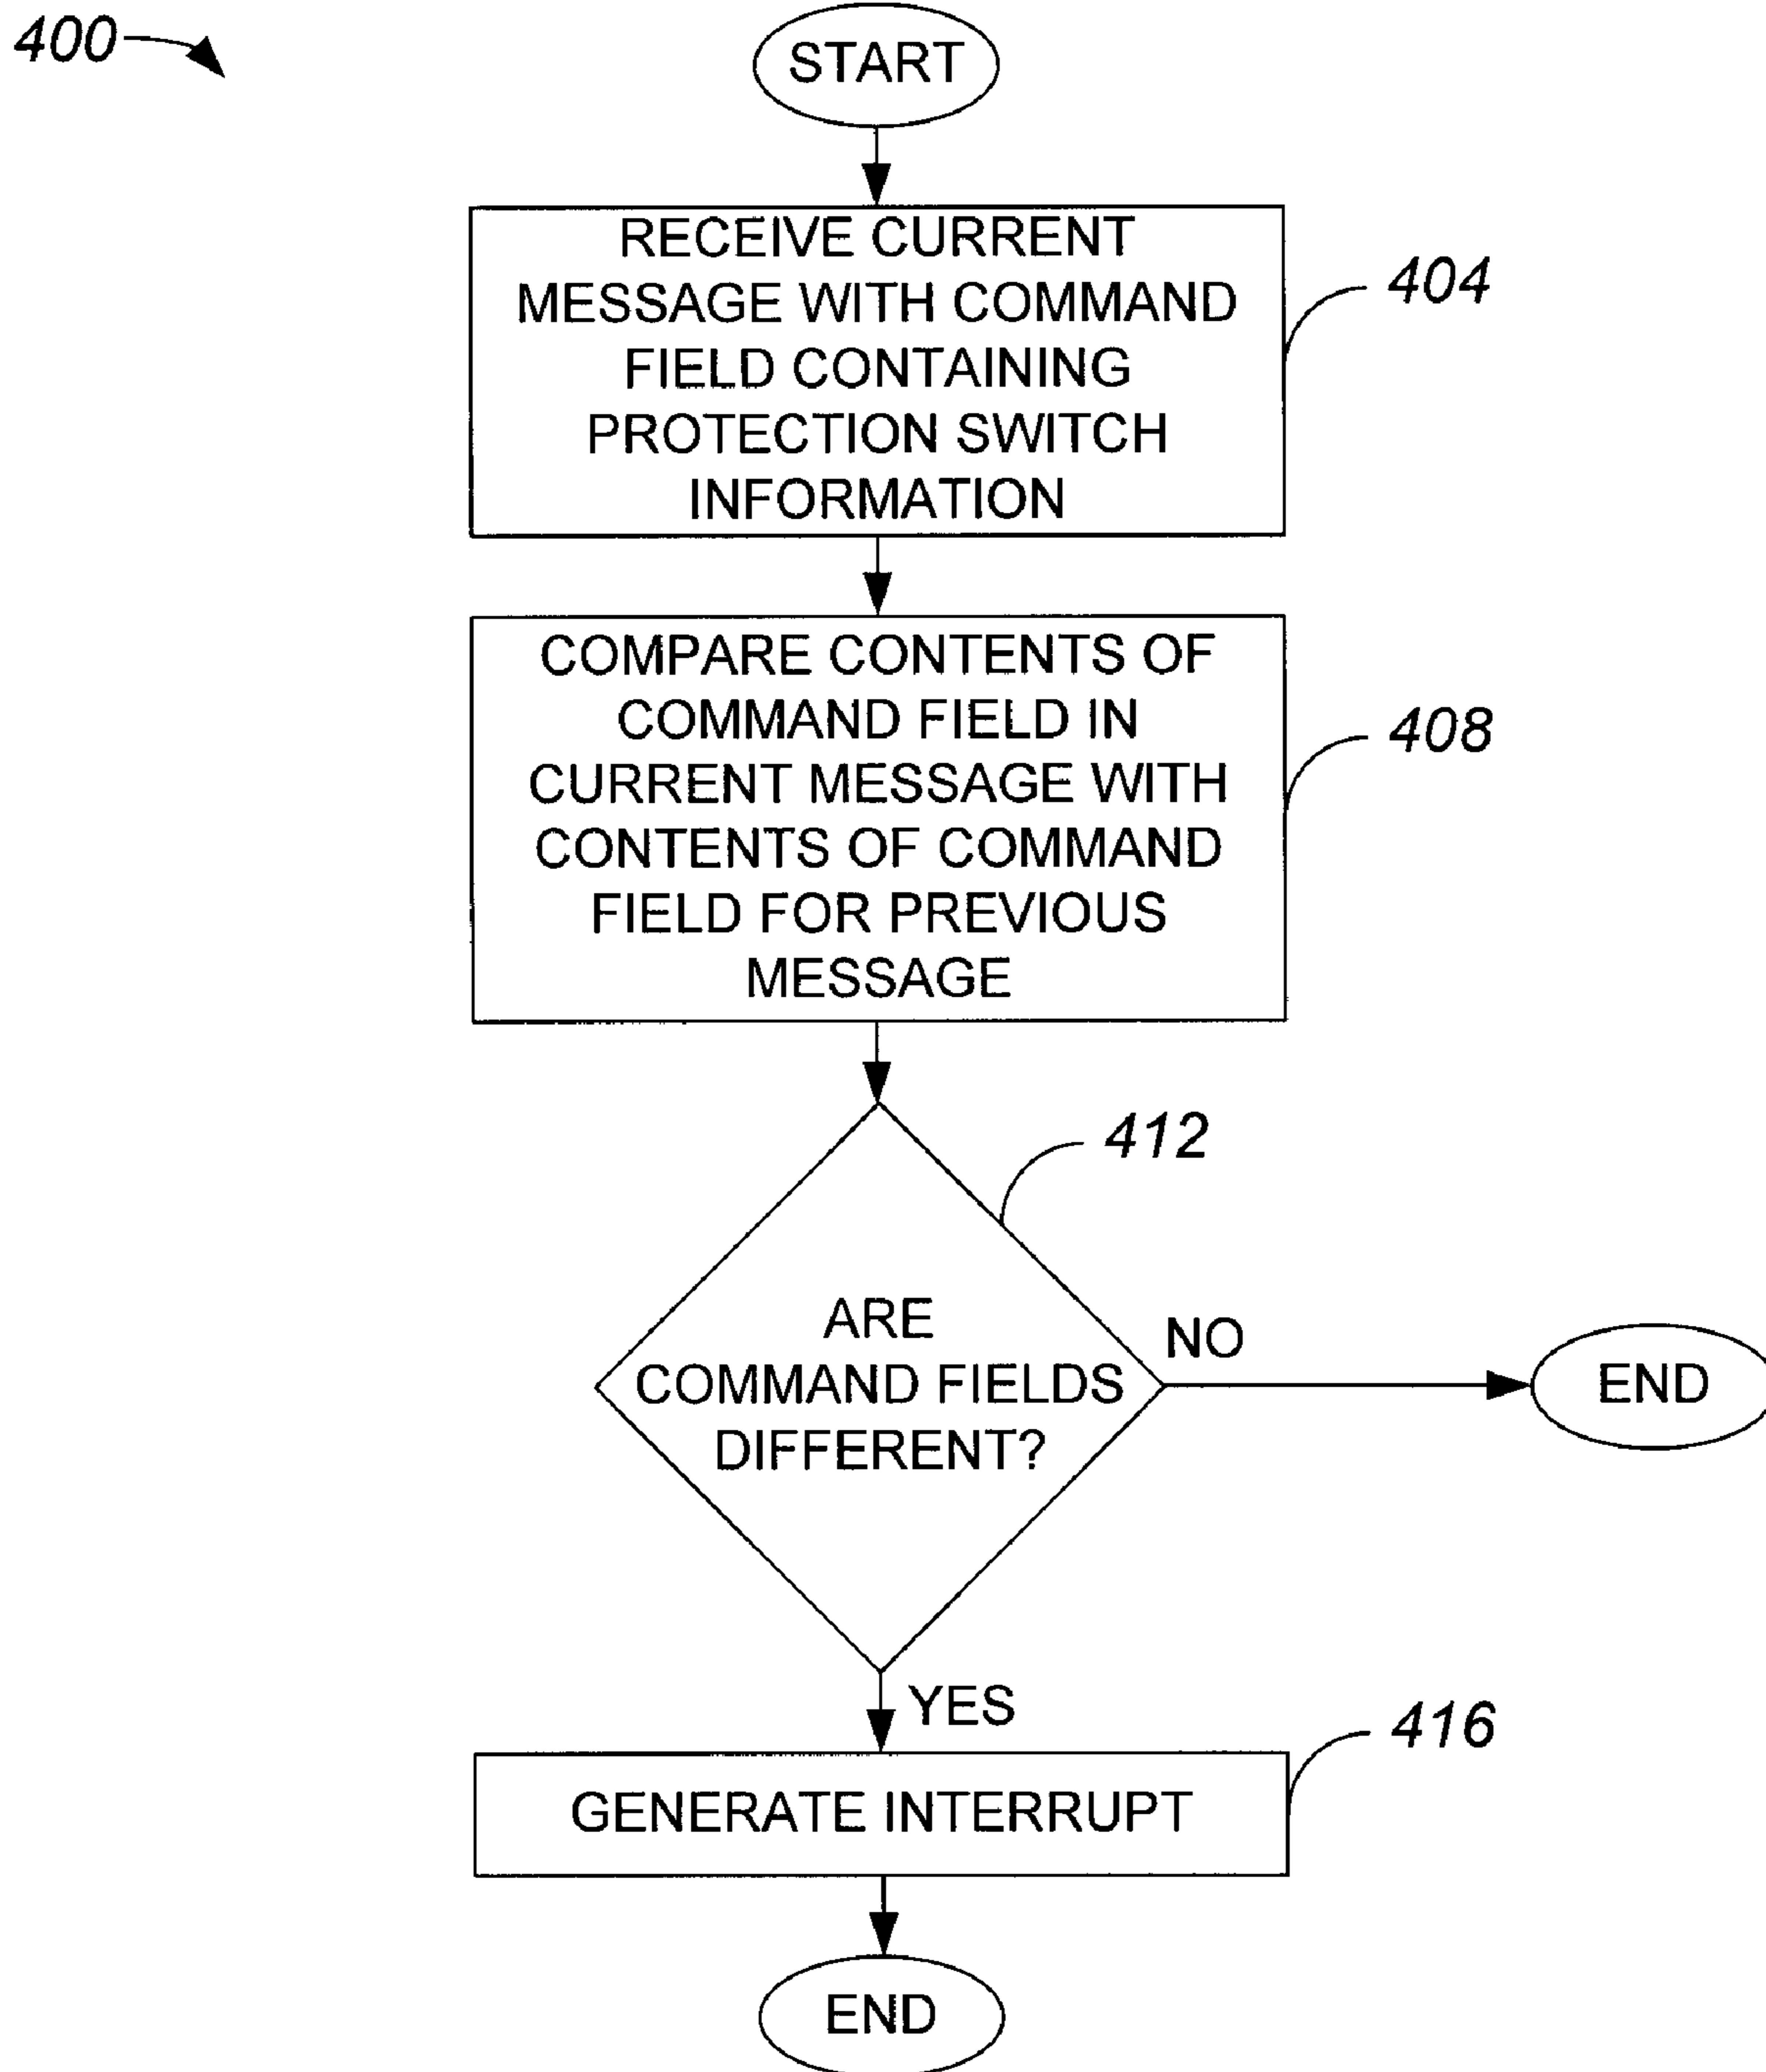 400
START
RECEIVE CURRENT
MESSAGE WITH COMMAND
FIELD CONTAINING
PROTECTION SWITCH
INFORMATION
404
COMPARE CONTENTS OF
COMMAND FIELD IN
CURRENT MESSAGE WITH
CONTENTS OF COMMAND
FIELD FOR PREVIOUS
MESSAGE
408
412
ARE
COMMAND FIELDS
DIFFERENT?
NO
END
YES
GENERATE INTERRUPT
416
END